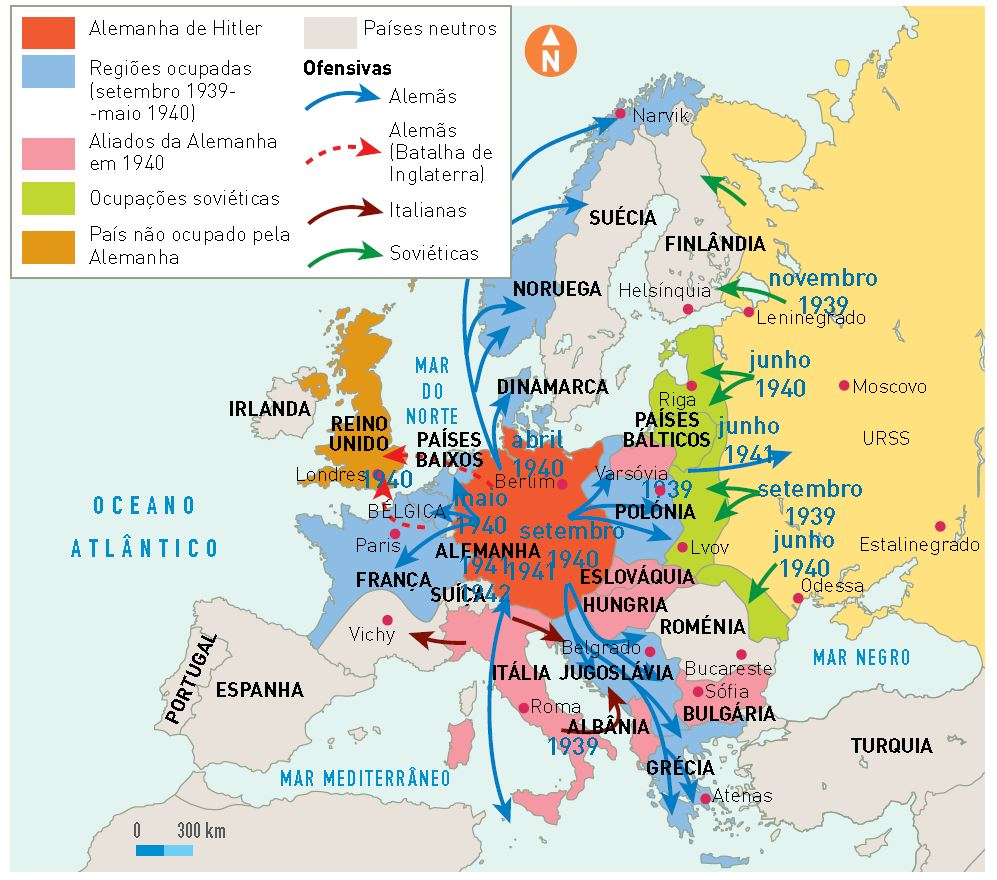 Alemanha de Hitler
Regiões ocupadas
(setembro 1939-
-maio 1940)
Aliados da Alemanha
em 1940
Ocupações soviéticas
País não ocupado pela
Alemanha
Países neutros
Ofensivas
Alemãs
Alemãs
(Batalha de
Inglaterra)
Italianas
Soviéticas
N
Narvik
SUÉCIA
FINLÂNDIA
NORUEGA
Helsínquia
novembro
1939
Leninegrado
MAR
DO
NORTE
DINAMARCA
junho
1940
Riga
Moscovo
IRLANDA
REINO
UNIDO
PAÍSES
BAIXOS
abril
1940
PAÍSES
BÁLTICOS
junho
1941
URSS
Londres
1940
Berlim
Varsóvia
1939
OCEANO
ATLÂNTICO
BÉLGICA
maio
1940
POLÓNIA
setembro
1939
Paris
setembro
1940
ALEMANHA
Lvov
junho
1940
Estalinegrado
1941
1941
FRANÇA
SUÍÇA
1942
ESLOVÁQUIA
Odessa
HUNGRIA
Vichy
ROMÉNIA
Belgrado
MAR NEGRO
PORTUGAL
ESPANHA
ITÁLIA
JUGOSLÁVIA
Bucareste
Sófia
Roma
BULGÁRIA
ALBÂNIA
1939
TURQUIA
MAR MEDITERRÂNEO
GRÉCIA
Atenas
0 300 km